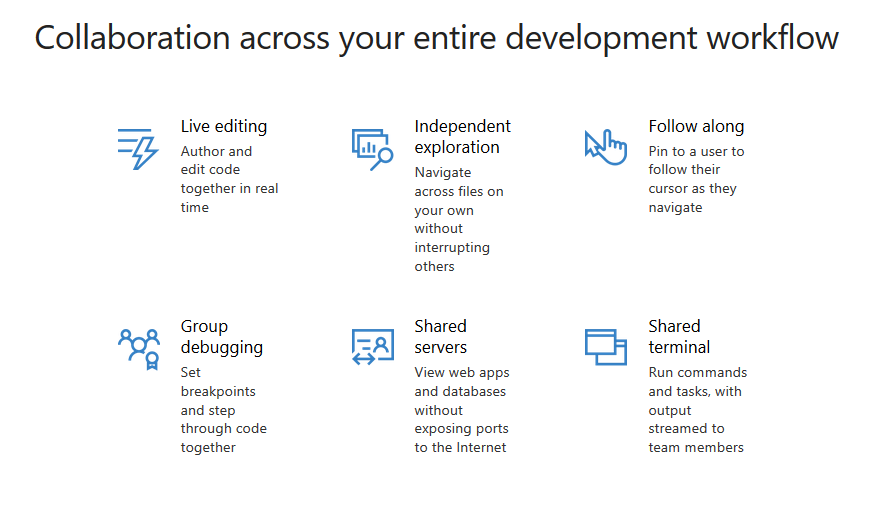 Collaboration across your entire development workflow
Live editing
Author and
edit code
together in real
time
Independent
exploration
Navigate
across files on
your own
without
interrupting
others
Follow along
Pin to a user to
follow their
cursor as they
navigate
Group
debugging
Set
breakpoints
and step
through code
together
Shared
servers
View web apps
and databases
without
exposing ports
to the Internet
Shared
terminal
Run commands
and tasks, with
output
streamed to
team members